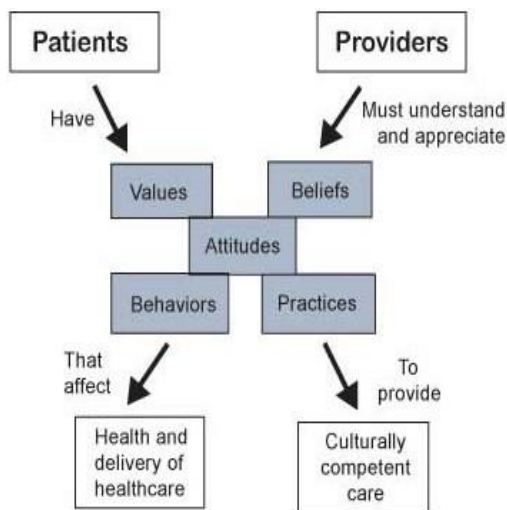 Patients
Providers
Have
Must understand
and appreciate
Values
Beliefs
Attitudes
Behaviors
Practices
That
affect
To
provide
Health and
delivery of
healthcare
Culturally
competent
care